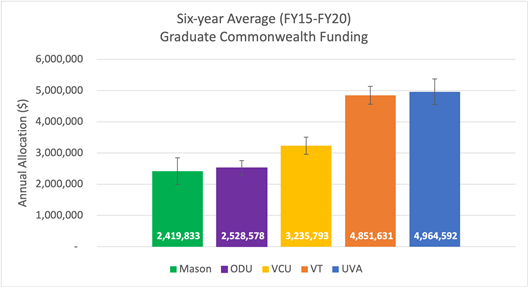 Six-year Average (FY15-FY20)
Graduate Commonwealth Funding
Annual Allocation ($)
6,000,000
5,000,000
4,000,000
3,000,000
2,000,000
1,000,000
-
2,419,833 2,528,578 3,235,793 4,851,631 4,964,592
Mason ODU VCU VT UVA